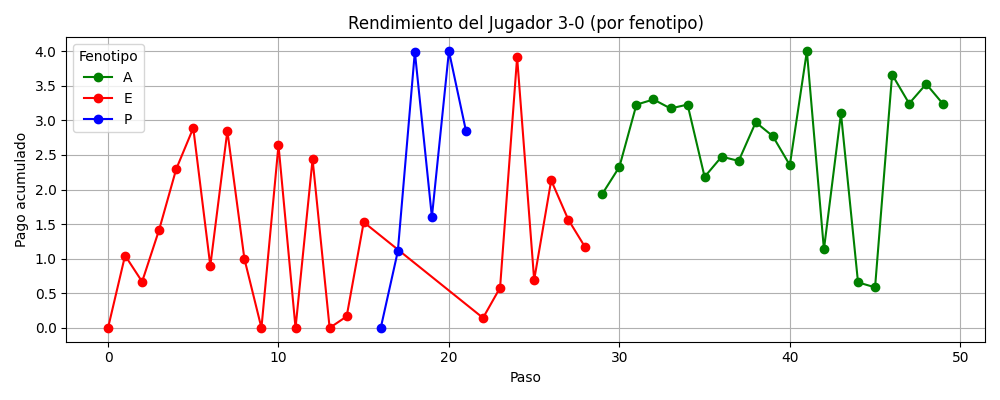 Rendimiento del Jugador 3-0 (por fenotipo)
Fenotipo
A
E
P
Pago acumulado
4.0
3.5
3.0
2.5
2.0
1.5
1.0
0.5
0.0
0
10
20
30
40
50
Paso